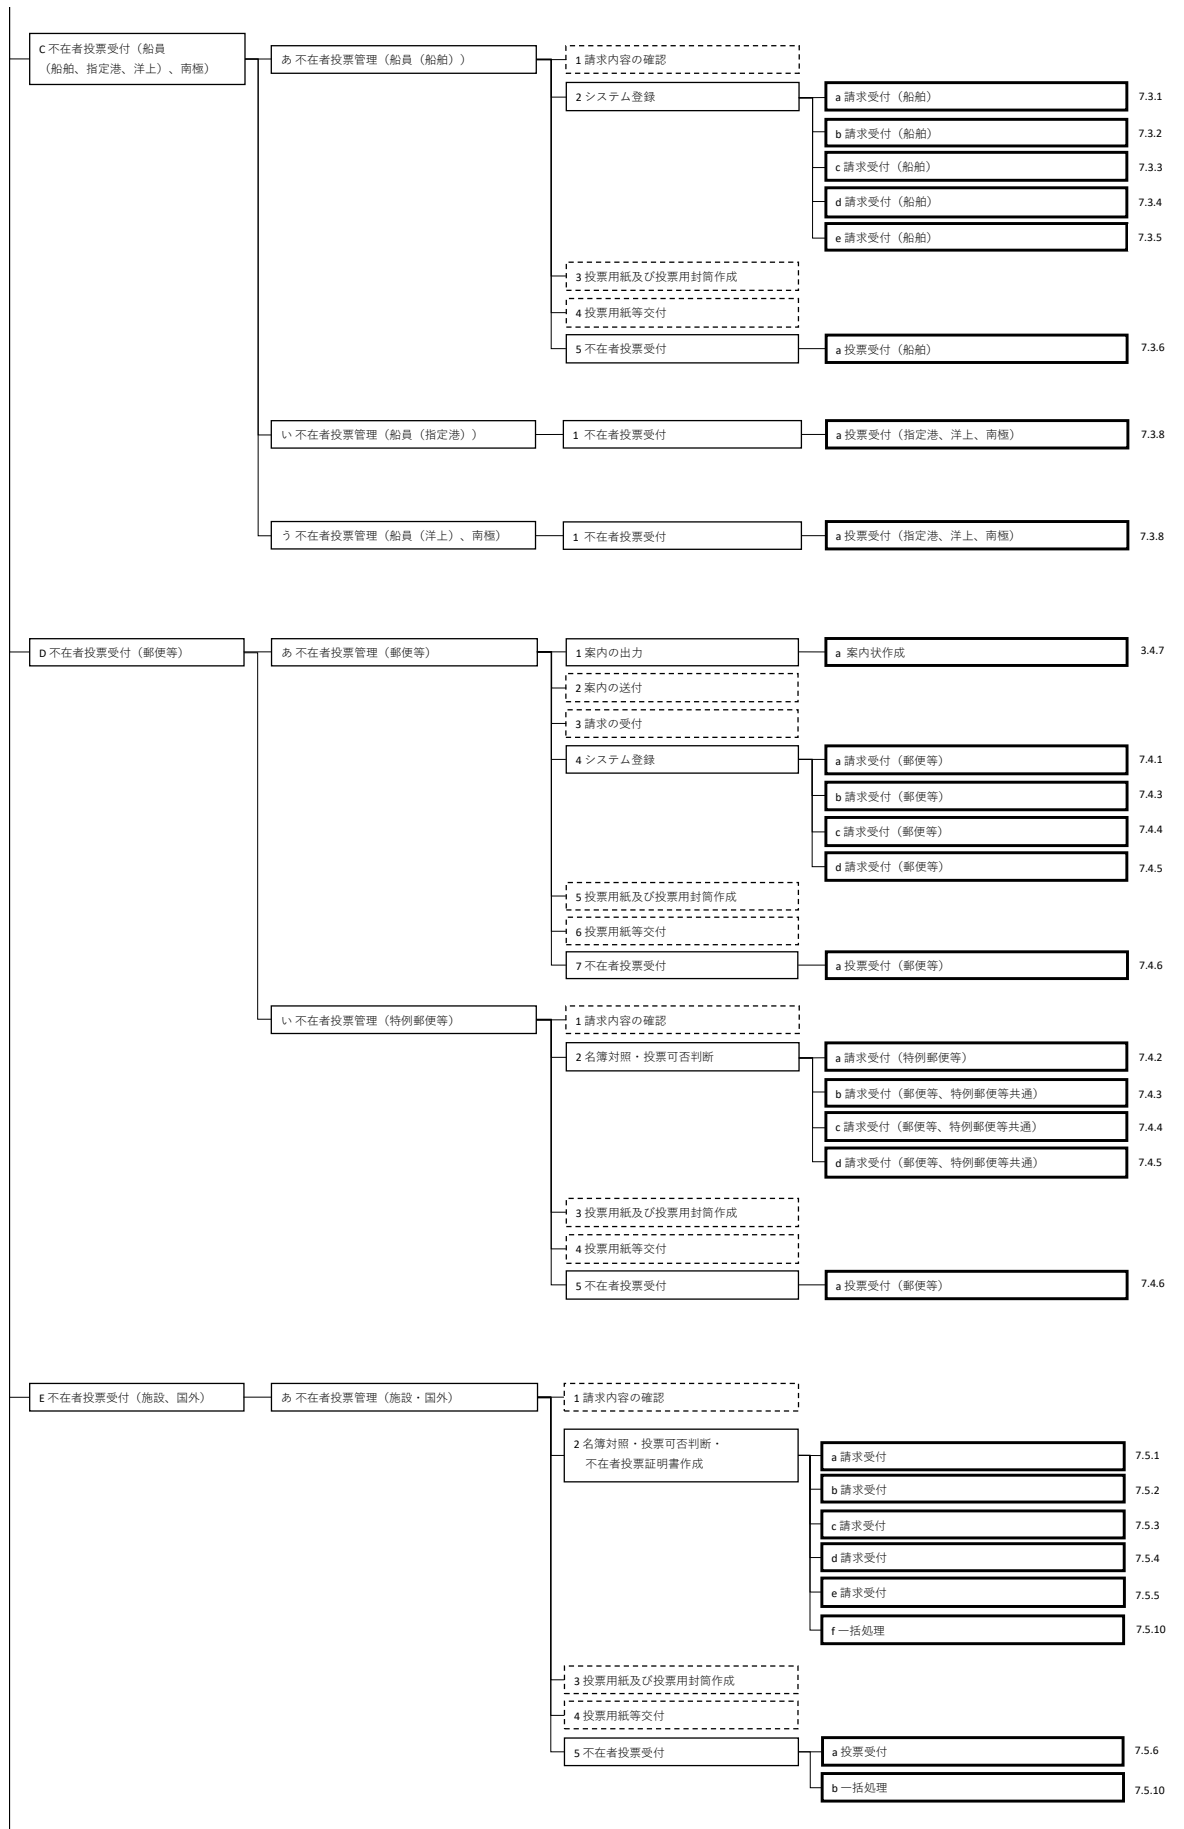 C 不在者投票受付（船員
（船舶、指定港、洋上）、南極）
あ 不在者投票管理（船員（船舶））
1 請求内容の確認
2 システム登録
a 請求受付（船舶）
7.3.1
b 請求受付（船舶）
7.3.2
c 請求受付（船舶）
7.3.3
d 請求受付（船舶）
7.3.4
e 請求受付（船舶）
7.3.5
3 投票用紙及び投票用封筒作成
4 投票用紙等交付
5 不在者投票受付
a 投票受付（船舶）
7.3.6
い 不在者投票管理（船員（指定港））
1 不在者投票受付
a 投票受付（指定港、洋上、南極）
7.3.8
う 不在者投票管理（船員（洋上）、南極）
1 不在者投票受付
a 投票受付（指定港、洋上、南極）
7.3.8
D 不在者投票受付（郵便等）
あ 不在者投票管理（郵便等）
1 案内の出力
a 案内状作成
3.4.7
2 案内の送付
3 請求の受付
4 システム登録
a 請求受付（郵便等）
7.4.1
b 請求受付（郵便等）
7.4.3
c 請求受付（郵便等）
7.4.4
d 請求受付（郵便等）
7.4.5
5 投票用紙及び投票用封筒作成
6 投票用紙等交付
7 不在者投票受付
a 投票受付（郵便等）
7.4.6
い 不在者投票管理（特例郵便等）
1 請求内容の確認
2 名簿対照・投票可否判断
a 請求受付（特例郵便等）
7.4.2
b 請求受付（郵便等、特例郵便等共通）
7.4.3
c 請求受付（郵便等、特例郵便等共通）
7.4.4
d 請求受付（郵便等、特例郵便等共通）
7.4.5
3 投票用紙及び投票用封筒作成
4 投票用紙等交付
5 不在者投票受付
a 投票受付（郵便等）
7.4.6
E 不在者投票受付（施設、国外）
あ 不在者投票管理（施設・国外）
1 請求内容の確認
2 名簿対照・投票可否判断・
不在者投票証明書作成
a 請求受付
7.5.1
b 請求受付
7.5.2
c 請求受付
7.5.3
d 請求受付
7.5.4
e 請求受付
7.5.5
f 一括処理
7.5.10
3 投票用紙及び投票用封筒作成
4 投票用紙等交付
5 不在者投票受付
a 投票受付
7.5.6
b 一括処理
7.5.10